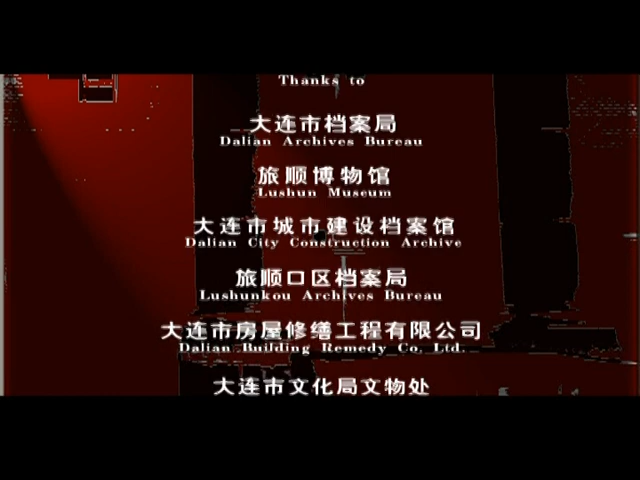 Thanks to
大连市档案局
Dalian Archives Bureau
旅顺博物馆
Lushun Museum
大连市城市建设档案馆
Dalian City Construction Archive
旅顺口区档案局
Lushunkou Archives Bureau
大连市房屋修缮工程有限公司
Dalian Building Remedy Co. Ltd.
大连市文化局文物处